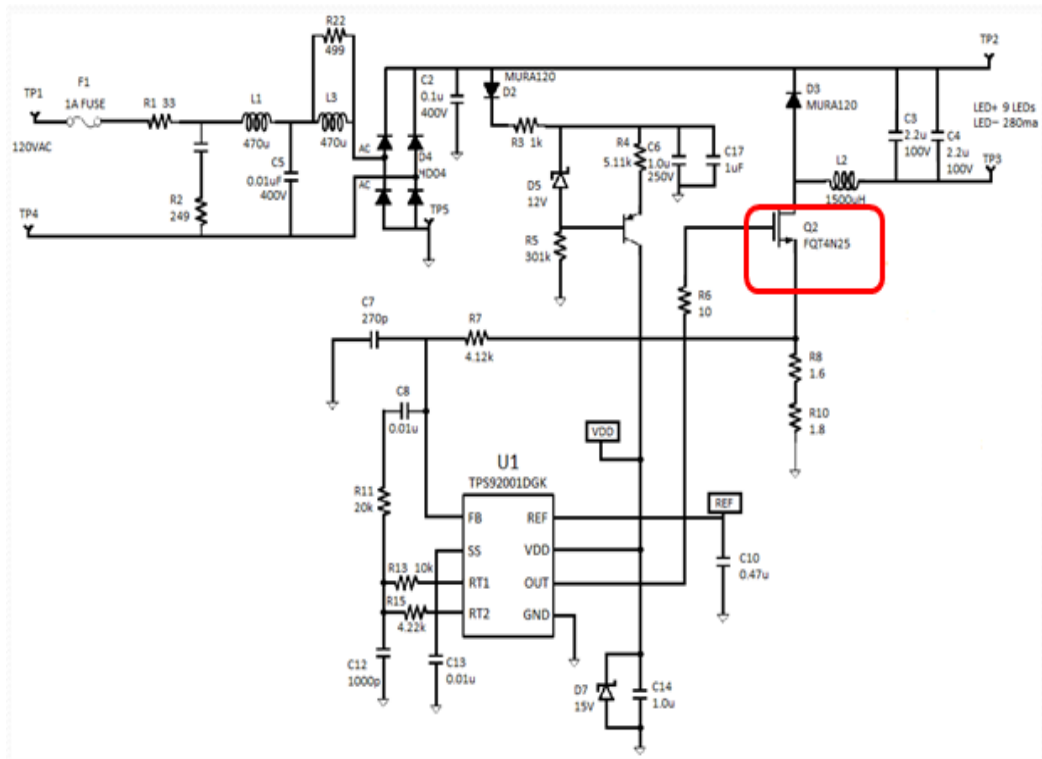 R22
499
TP2
F1
1A FUSE
TP1
R1 33
L1
470u
L3
470u
C2
0.1u
400V
MURA120
D2
D3
MURA120
C3
2.2u
100V
C4
2.2u
100V
LED+ 9 LEDs
LED− 280ma
TP3
120VAC
C5
0.01uF
400V
AC
D4
HD04
AC
R3 1k
R4
5.11k
C6
1.0u
250V
C17
1uF
D5
12V
L2
1500uH
R2
249
TP4
TP5
R5
301k
Q2
FQT4N25
R6
10
C7
270p
R7
4.12k
R8
1.6
R10
1.8
C8
0.01u
VDD
U1
TPS92001DGK
R11
20k
FB
REF
REF
SS
VDD
R13 10k
RT1
OUT
C10
0.47u
R15
4.22k
RT2
GND
C12
1000p
C13
0.01u
D7
15V
C14
1.0u